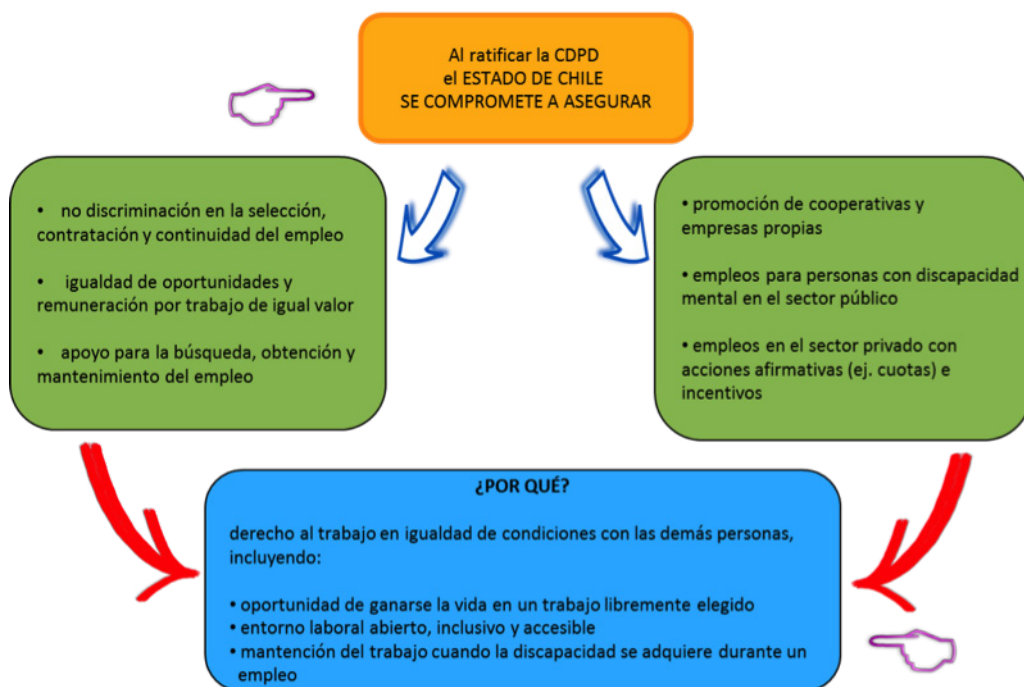 Al ratificar la CDPD
el ESTADO DE CHILE
SE COMPROMETE A ASEGURAR
• no discriminación en la selección,
contratación y continuidad del empleo
• igualdad de oportunidades y
remuneración por trabajo de igual valor
• apoyo para la búsqueda, obtención y
mantenimiento del empleo
• promoción de cooperativas y
empresas propias
• empleos para personas con discapacidad
mental en el sector público
• empleos en el sector privado con
acciones afirmativas (ej. cuotas) e
incentivos
¿POR QUÉ?
derecho al trabajo en igualdad de condiciones con las demás personas,
incluyendo:
• oportunidad de ganarse la vida en un trabajo libremente elegido
• entorno laboral abierto, inclusivo y accesible
• mantención del trabajo cuando la discapacidad se adquiere durante un
empleo